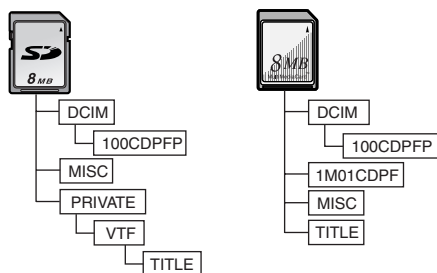 SD
8MB
DCIM
100CDPFP
MISC
PRIVATE
VTF
TITLE
8MB
DCIM
100CDPFP
1M01CDPF
MISC
TITLE